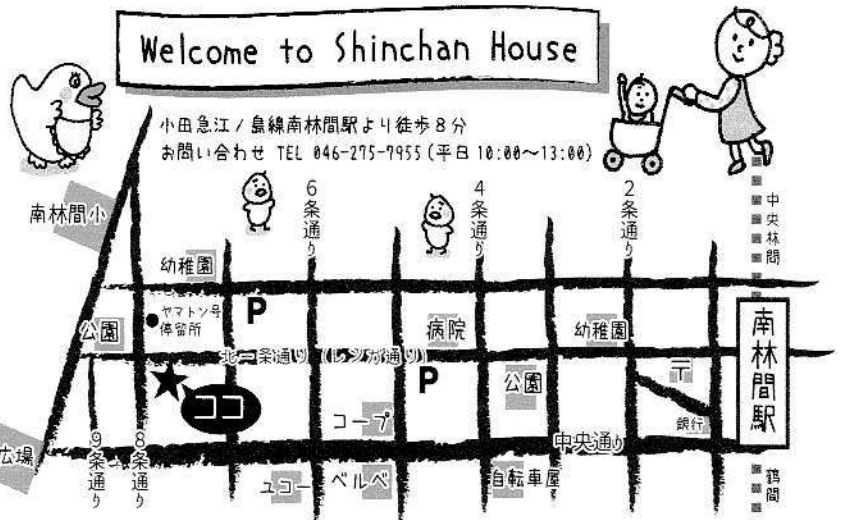 Welcome to Shinchan House
小田急江ノ島線南林間駅より徒歩8分
お問い合わせ TEL 046-275-7955(平日10:00〜13:00)
南林間小
6条通り
4条通り
2条通り
中央林間
幼稚園
公園
ヤマトン号
停留所
P
病院
幼稚園
南林間駅
北一条通り(レンガ通り)
ココ
P
公園
〒
銀行
コープ
広場
9条通り
8条通り
中央通り
ユコー
ベルベ
自転車屋
鶴間